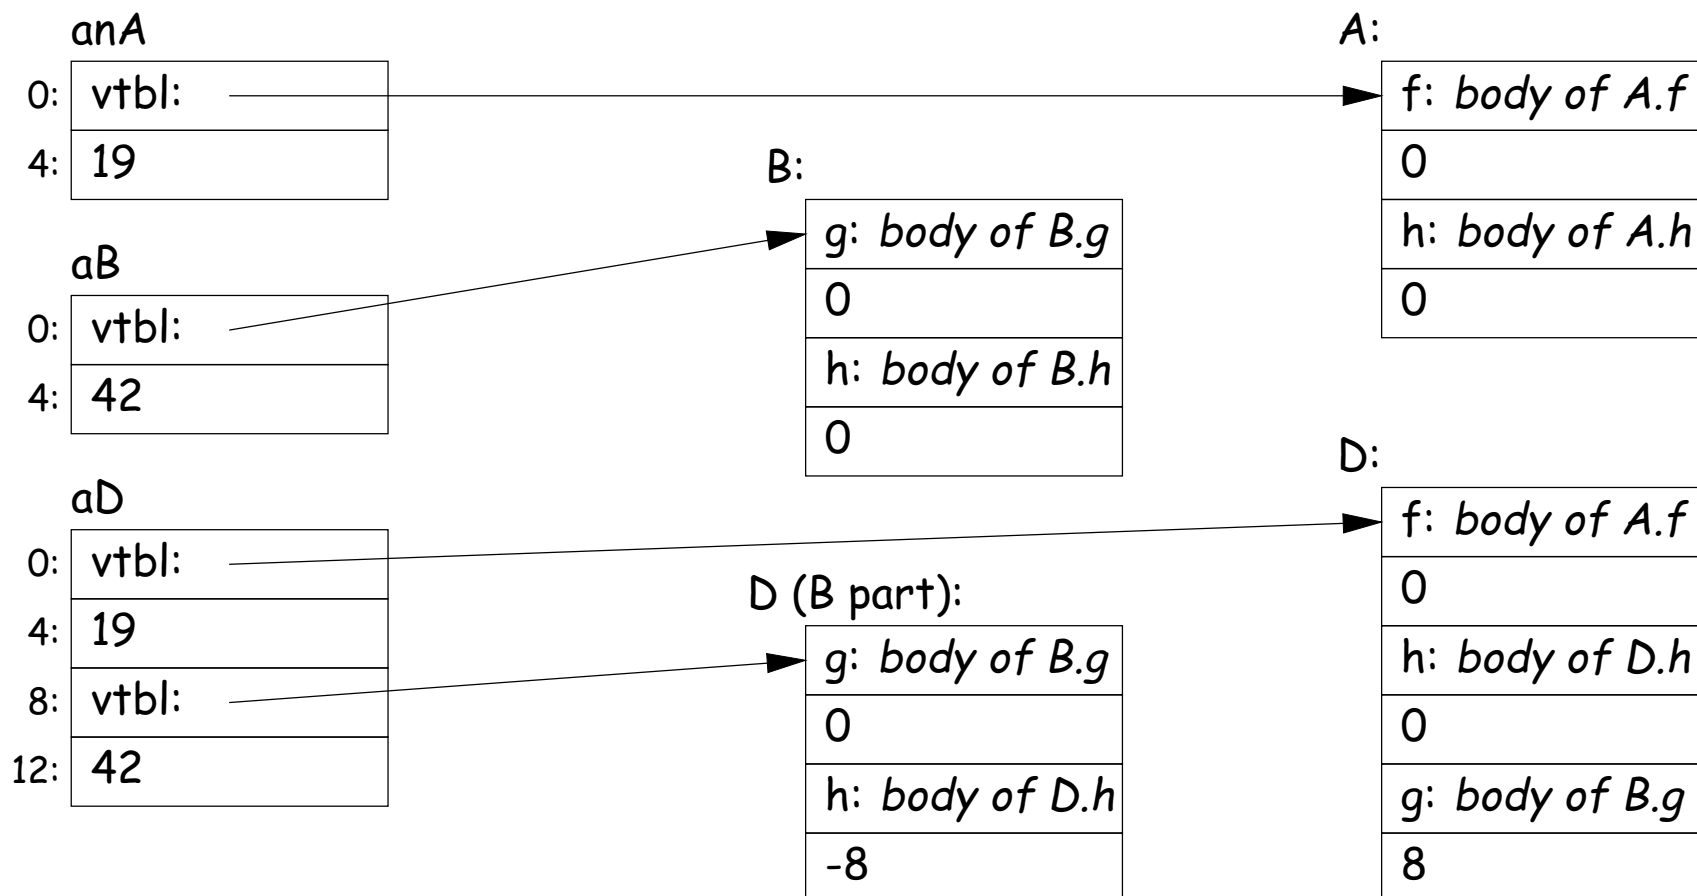 anA
0: vtbl:
4: 19
aB
0: vtbl:
4: 42
aD
0: vtbl:
4: 19
8: vtbl:
12: 42
B:
g: body of B.g
0
h: body of B.h
0
D (B part):
g: body of B.g
0
h: body of D.h
-8
A:
f: body of A.f
0
h: body of A.h
0
D:
f: body of A.f
0
h: body of D.h
0
g: body of B.g
8